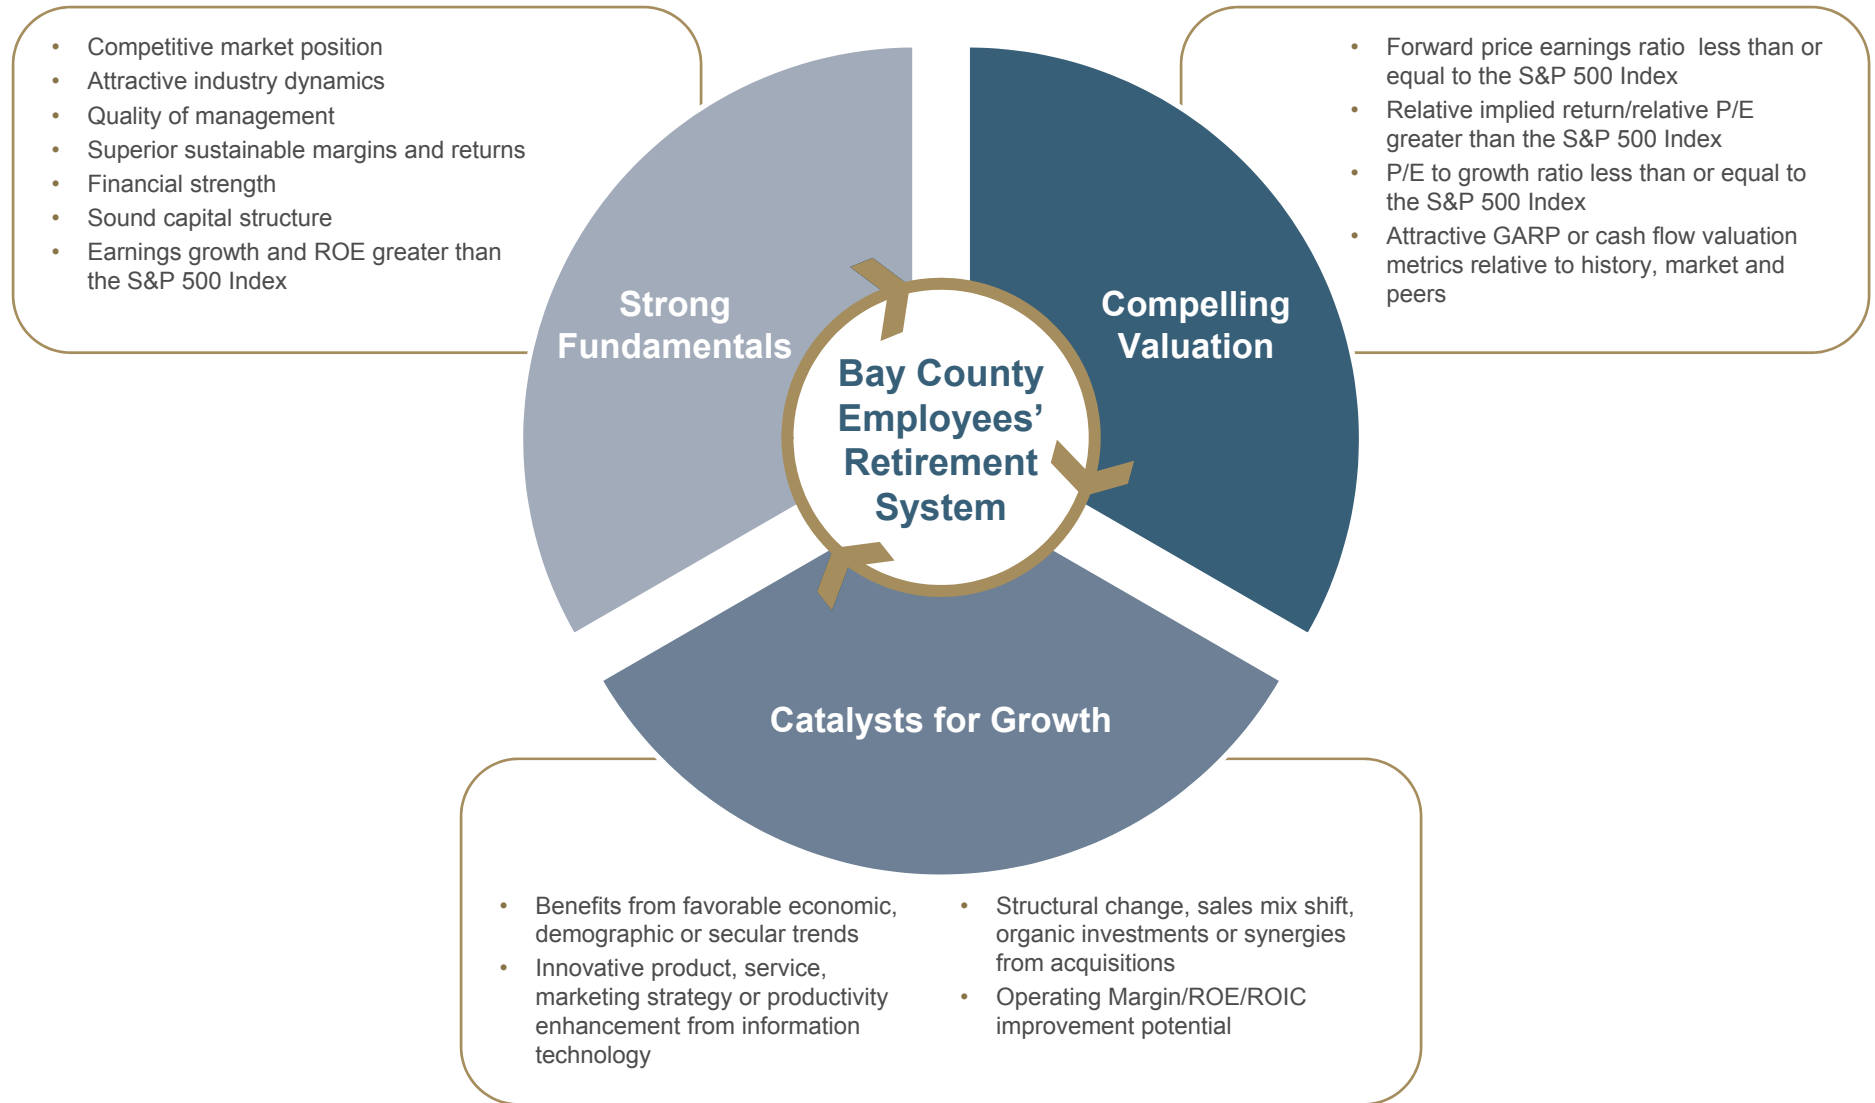 • Competitive market position
• Attractive industry dynamics
• Quality of management
• Superior sustainable margins and returns
• Financial strength
• Sound capital structure
• Earnings growth and ROE greater than
the S&P 500 Index
• Forward price earnings ratio  less than or
equal to the S&P 500 Index
• Relative implied return/relative P/E
greater than the S&P 500 Index
• P/E to growth ratio less than or equal to
the S&P 500 Index
• Attractive GARP or cash flow valuation
metrics relative to history, market and
peers
Strong
Fundamentals
Compelling
Valuation
Bay County
Employees’
Retirement
System
Catalysts for Growth
• Benefits from favorable economic,
demographic or secular trends
• Innovative product, service,
marketing strategy or productivity
enhancement from information
technology
• Structural change, sales mix shift,
organic investments or synergies
from acquisitions
• Operating Margin/ROE/ROIC
improvement potential